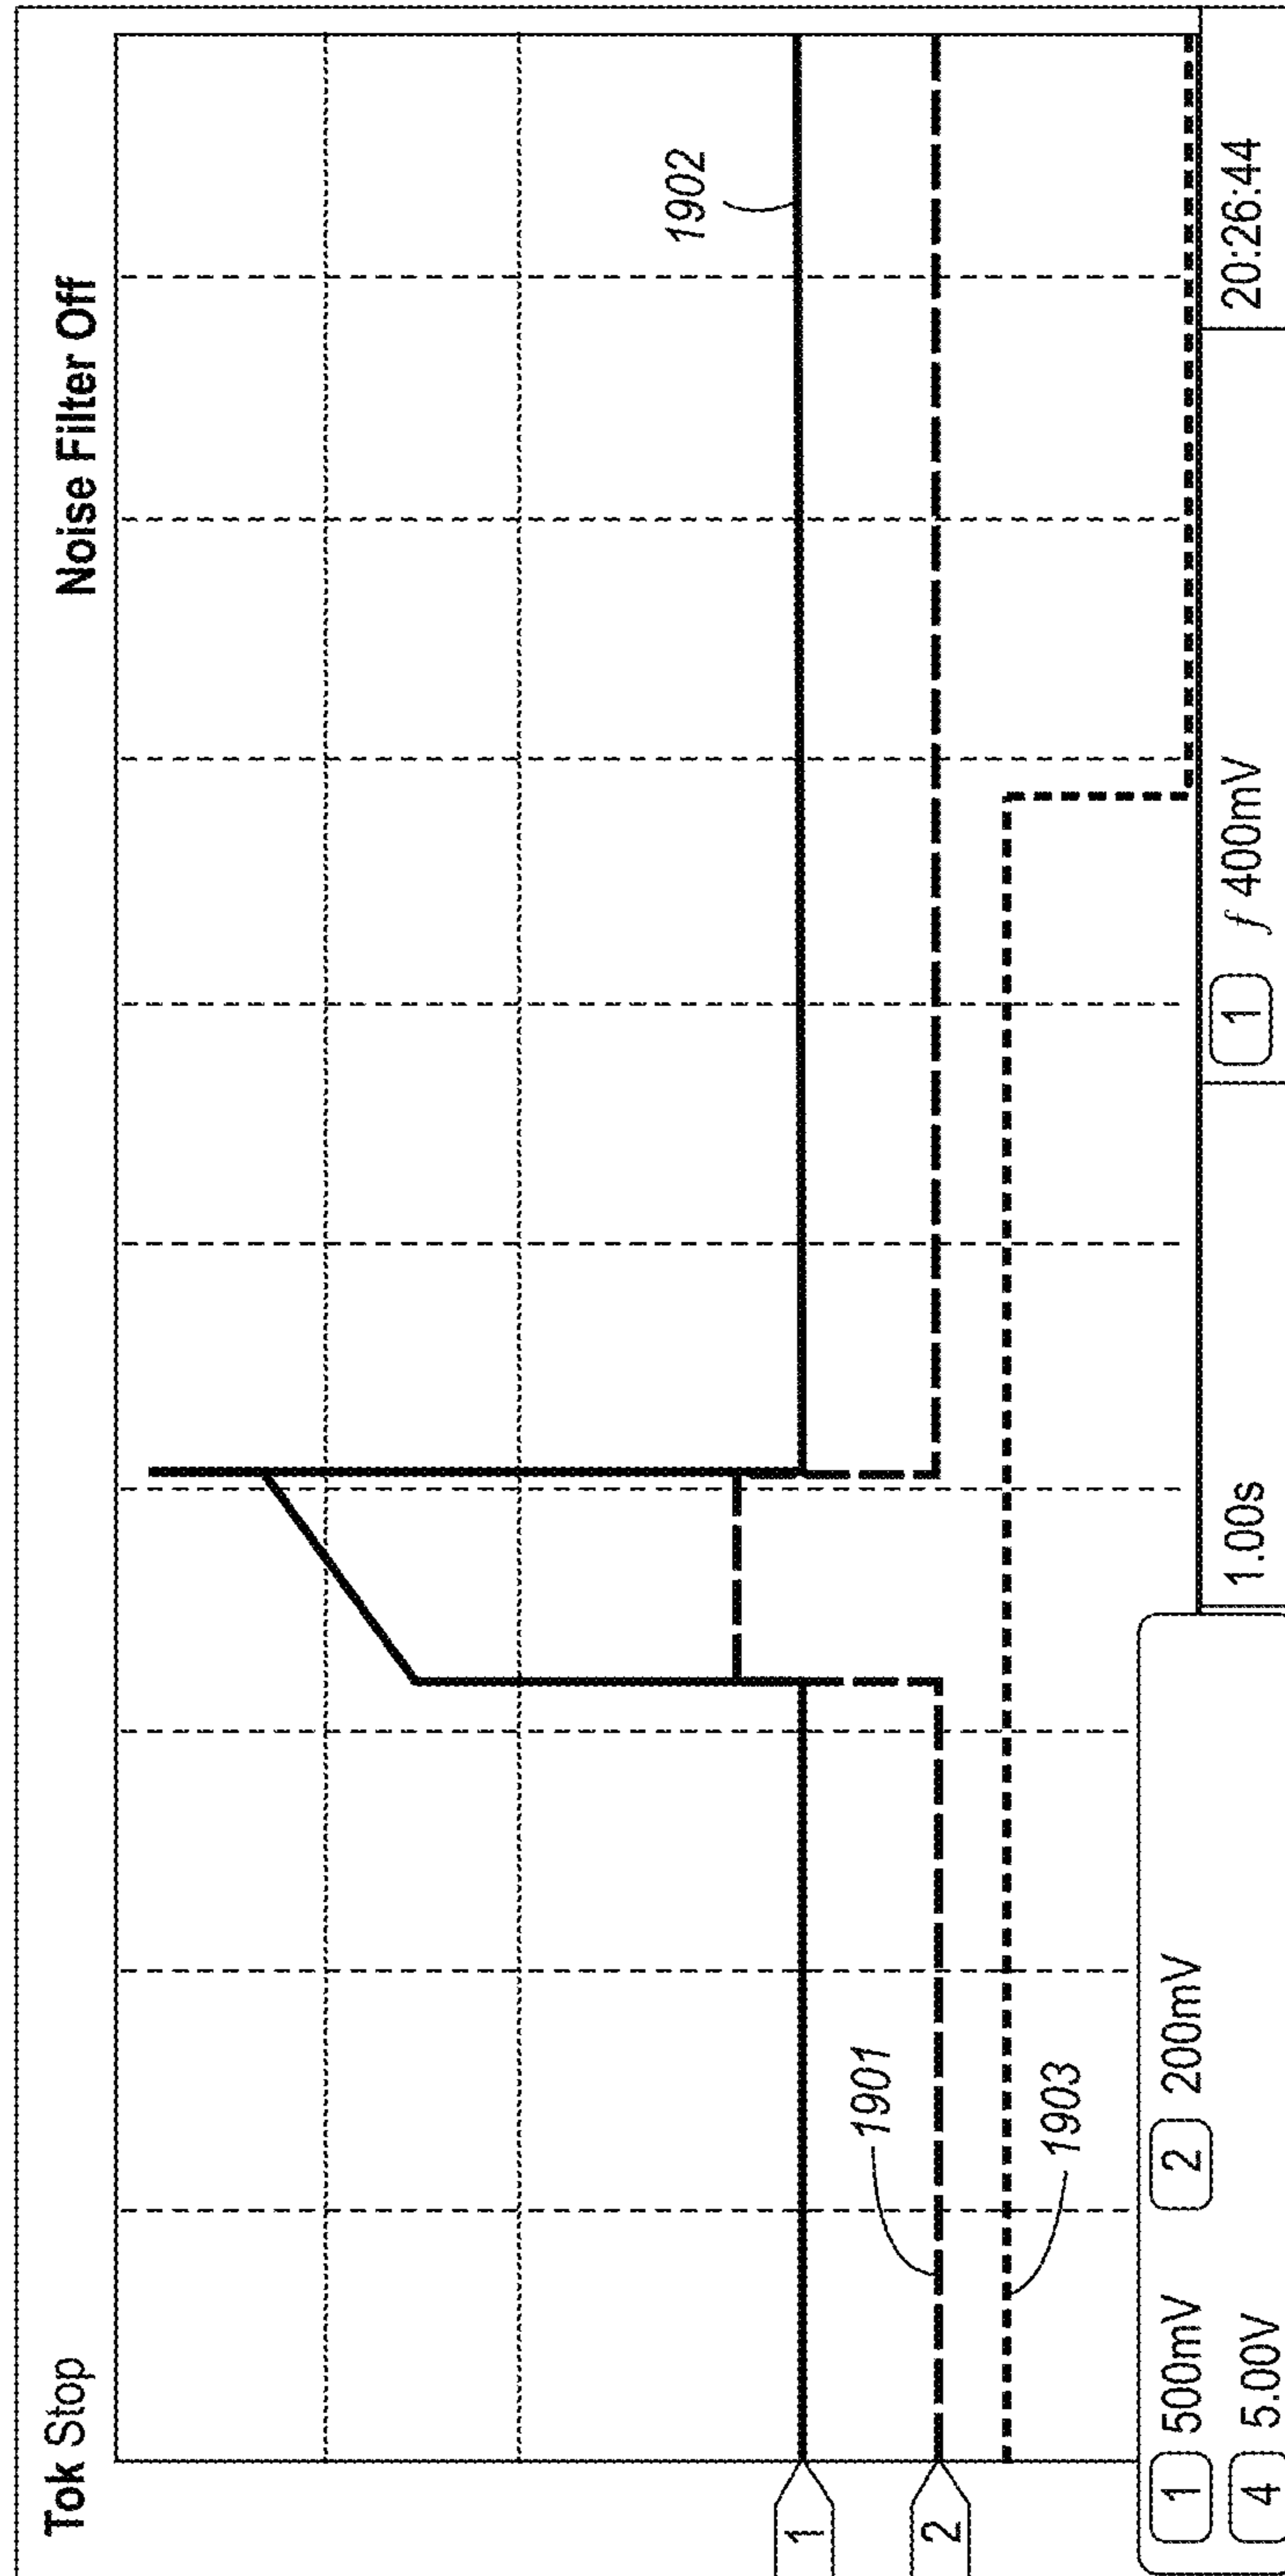 Tok Stop
Noise Filter Off
1902
1
1901
2
1903
1 500mV 2 200mV
4 5.00V
1.00s
1 ƒ 400mV
20:26:44